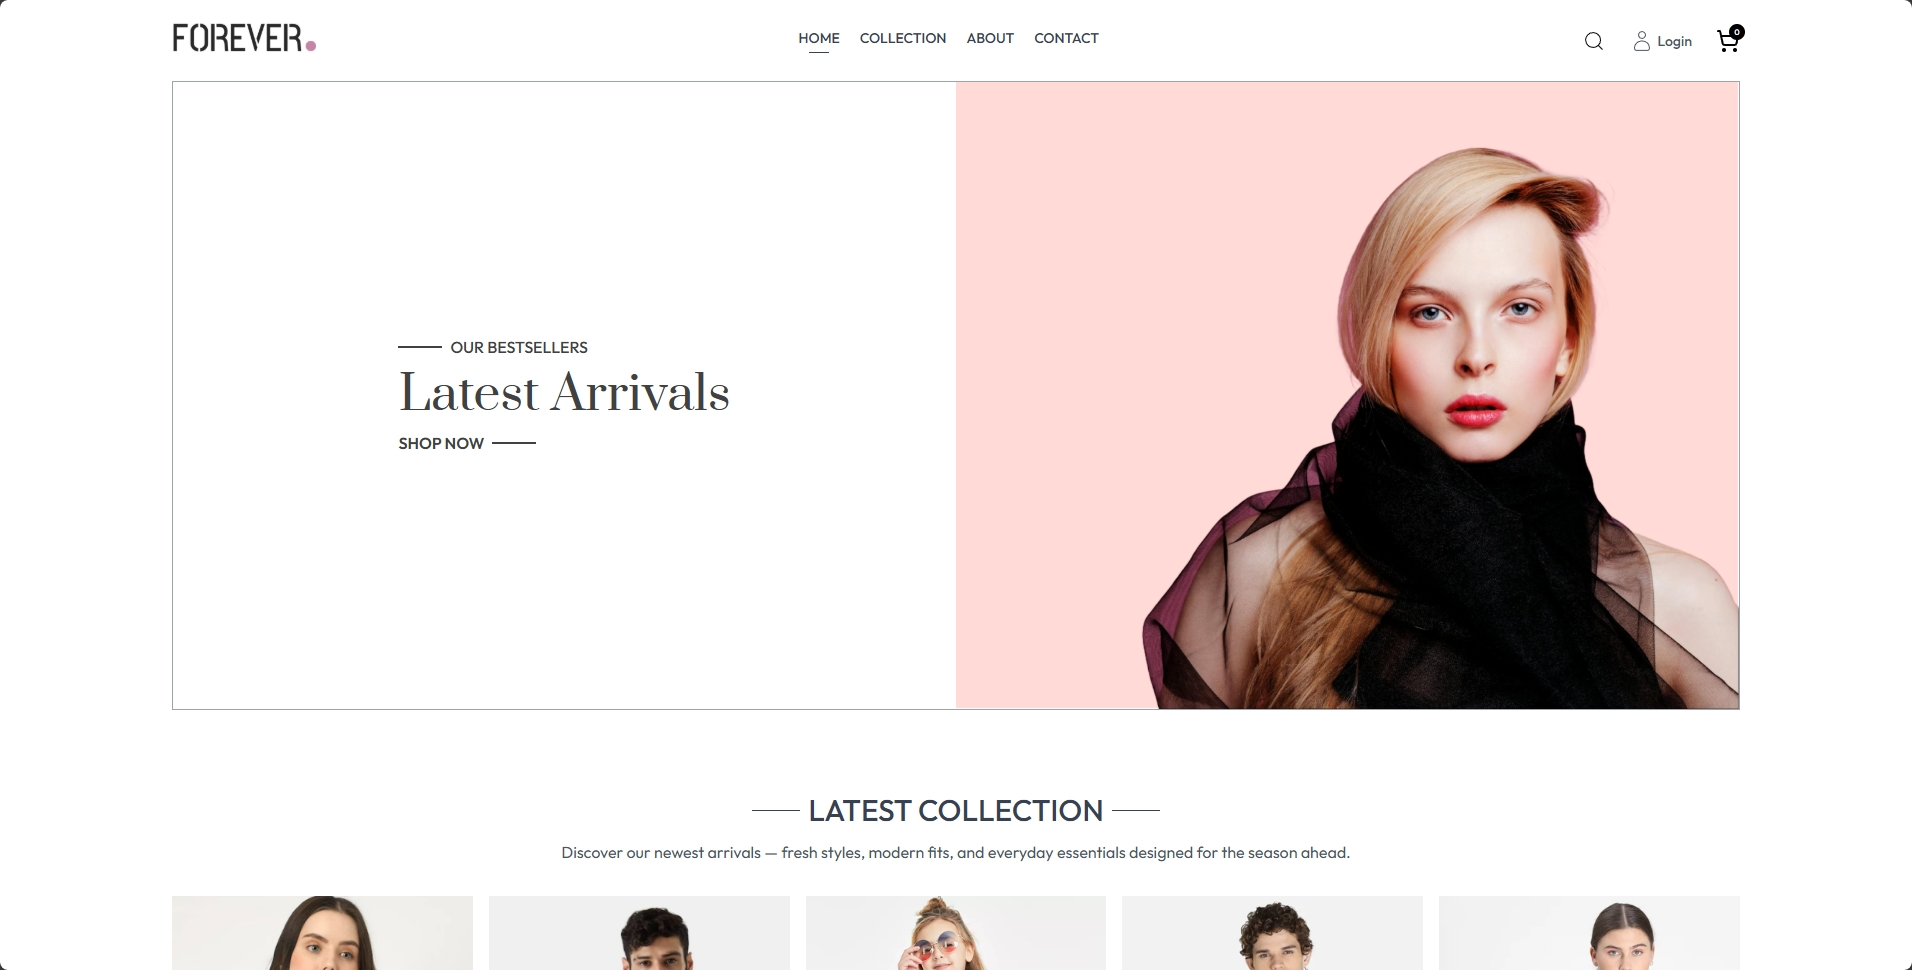 FOREVER.
HOME COLLECTION ABOUT CONTACT
Login
0
OUR BESTSELLERS
Latest Arrivals
SHOP NOW
LATEST COLLECTION
Discover our newest arrivals — fresh styles, modern fits, and everyday essentials designed for the season ahead.